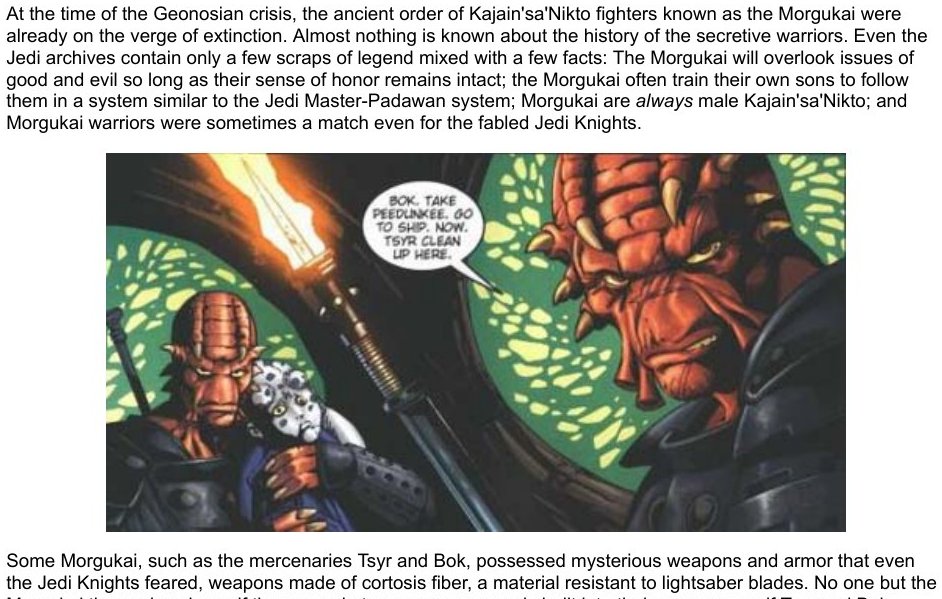 At the time of the Geonosian crisis, the ancient order of Kajain'sa'Nikto fighters known as the Morgukai were
already on the verge of extinction. Almost nothing is known about the history of the secretive warriors. Even the
Jedi archives contain only a few scraps of legend mixed with a few facts: The Morgukai will overlook issues of
good and evil so long as their sense of honor remains intact; the Morgukai often train their own sons to follow
them in a system similar to the Jedi Master-Padawan system; Morgukai are always male Kajain'sa'Nikto; and
Morgukai warriors were sometimes a match even for the fabled Jedi Knights.
BOK. TAKE
PEEDUNKEE. GO
TO SHIP. NOW.
TSYR CLEAN
UP HERE.
Some Morgukai, such as the mercenaries Tsyr and Bok, possessed mysterious weapons and armor that even
the Jedi Knights feared, weapons made of cortosis fiber, a material resistant to lightsaber blades. No one but the